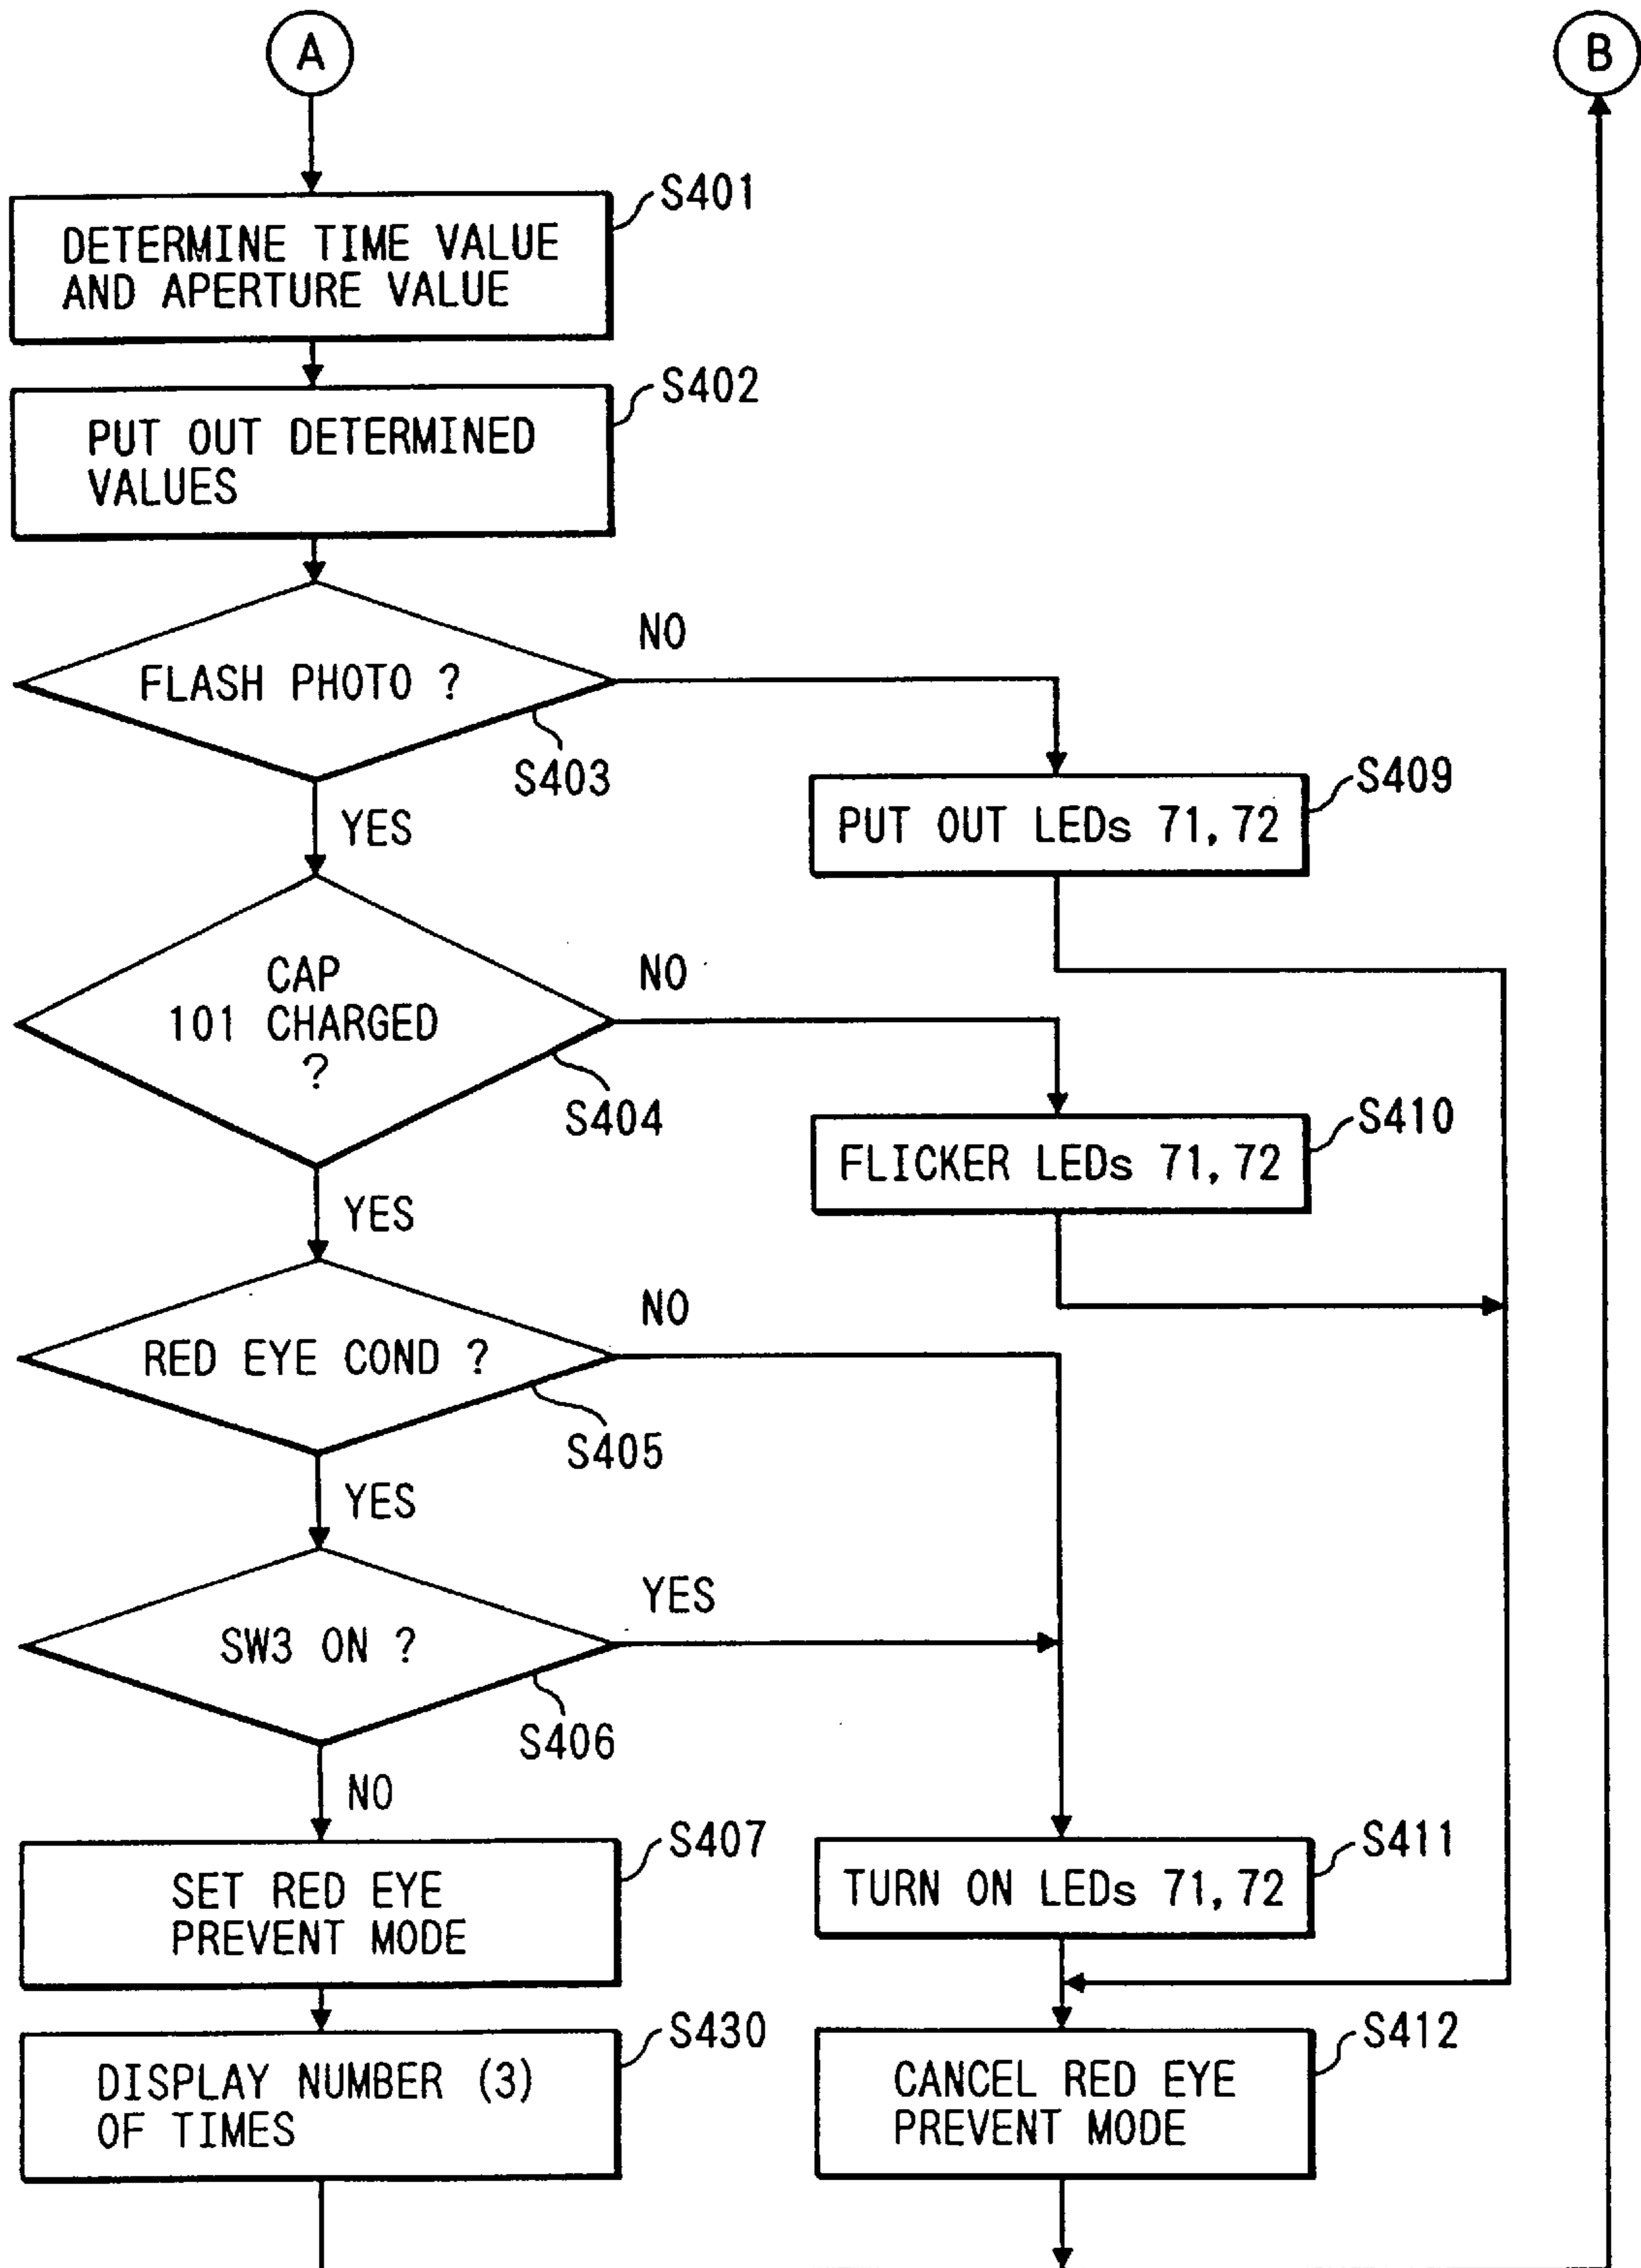 A
B
S401
DETERMINE TIME VALUE
AND APERTURE VALUE
S402
PUT OUT DETERMINED
VALUES
NO
FLASH PHOTO ?
S403
YES
S409
PUT OUT LEDs 71, 72
CAP
101 CHARGED
?
NO
S404
YES
S410
FLICKER LEDs 71, 72
NO
RED EYE COND ?
S405
YES
YES
SW3 ON ?
S406
NO
S407
SET RED EYE
PREVENT MODE
S411
TURN ON LEDs 71, 72
S430
DISPLAY NUMBER (3)
OF TIMES
S412
CANCEL RED EYE
PREVENT MODE